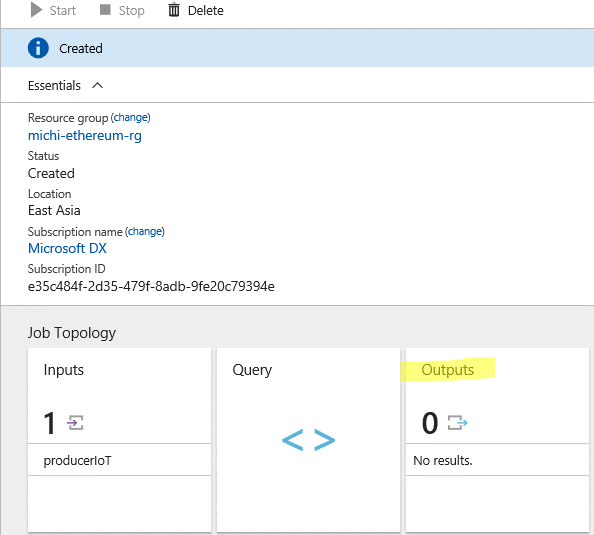 Start Stop Delete
Created
Essentials
Resource group (change)
michi-ethereum-rg
Status
Created
Location
East Asia
Subscription name (change)
Microsoft DX
Subscription ID
e35c484f-2d35-479f-8adb-9fe20c79394e
Job Topology
Inputs Query Outputs
1 0
producerIoT No results.